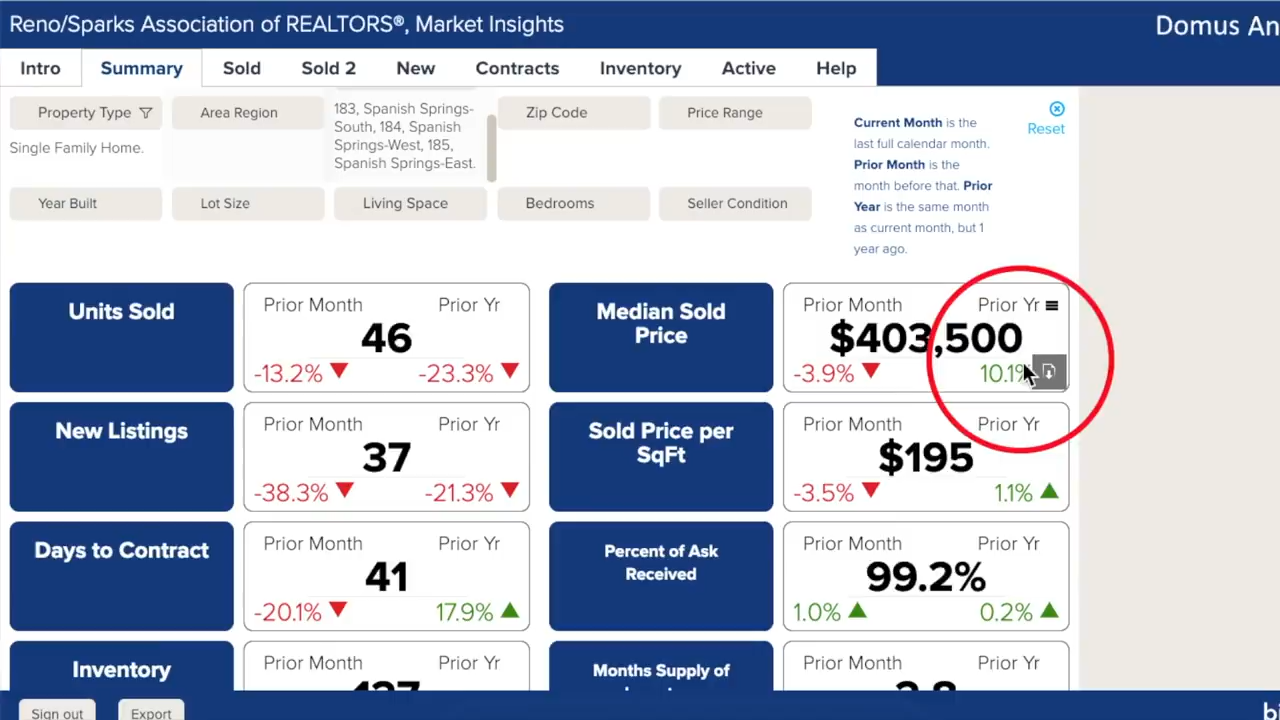 Reno/Sparks Association of REALTORS®, Market Insights
Domus An
Intro Summary Sold Sold 2 New Contracts Inventory Active Help
Property Type
Single Family Home.
Area Region
183, Spanish Springs-
South, 184, Spanish
Springs-West, 185,
Spanish Springs-East.
Zip Code
Price Range
Current Month is the
last full calendar month.
Prior Month is the
month before that. Prior
Year is the same month
as current month, but 1
year ago.
Reset
Year Built
Lot Size
Living Space
Bedrooms
Seller Condition
Units Sold
Prior Month Prior Yr
46
-13.2% -23.3%
Median Sold
Price
Prior Month Prior Yr
$403,500
-3.9% 10.1%
New Listings
Prior Month Prior Yr
37
-38.3% -21.3%
Sold Price per
SqFt
Prior Month Prior Yr
$195
-3.5% 1.1%
Days to Contract
Prior Month Prior Yr
41
-20.1% 17.9%
Percent of Ask
Received
Prior Month Prior Yr
99.2%
1.0% 0.2%
Inventory
Prior Month Prior Yr
Months Supply of
Prior Month Prior Yr
Sign out
Export